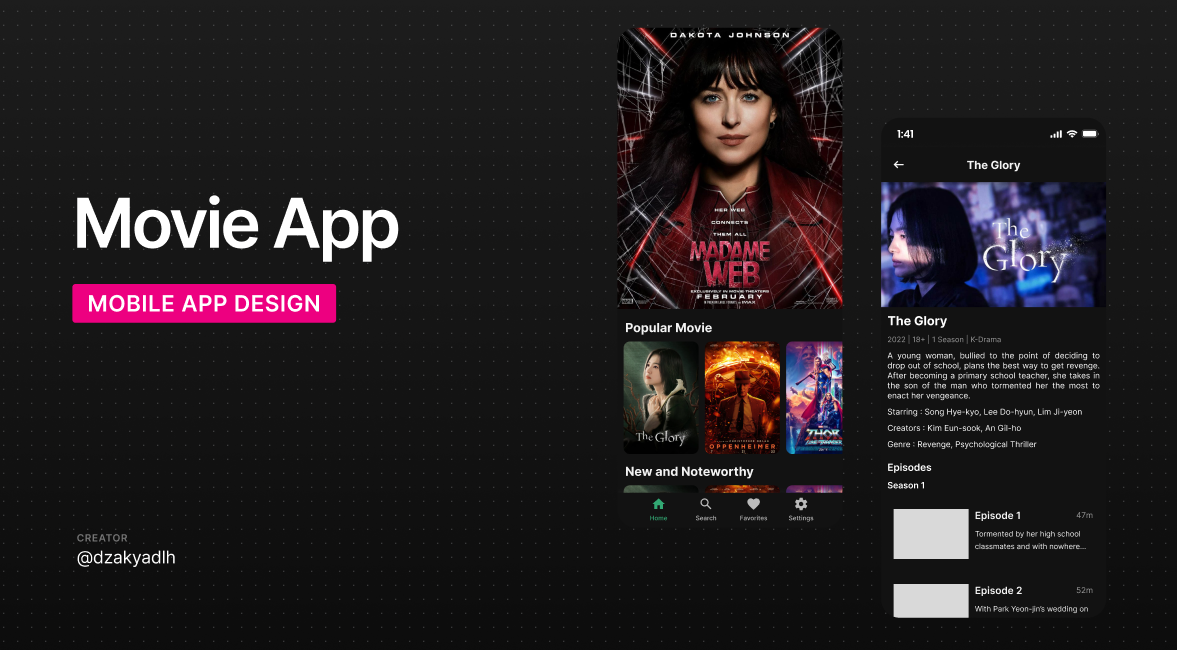 Movie App
MOBILE APP DESIGN
CREATOR
@dzakyadlh
DAKOTA JOHNSON
HER WEB
CONNECTS
THEM ALL
MADAME
WEB
EXCLUSIVELY IN MOVIE THEATERS
FEBRUARY
Popular Movie
The Glory
OPPENHEIMER
THOR
New and Noteworthy
Home
Search
Favorites
Settings
1:41
The Glory
The
Glory
The Glory
2022 | 18+ | 1 Season | K-Drama
A young woman, bullied to the point of deciding to
drop out of school, plans the best way to get revenge.
After becoming a primary school teacher, she takes in
the son of the man who tormented her the most to
enact her vengeance.
Starring : Song Hye-kyo, Lee Do-hyun, Lim Ji-yeon
Creators : Kim Eun-sook, An Gil-ho
Genre : Revenge, Psychological Thriller
Episodes
Season 1
Episode 1 47m
Tormented by her high school
classmates and with nowhere...
Episode 2 52m
With Park Yeon-jin's wedding on